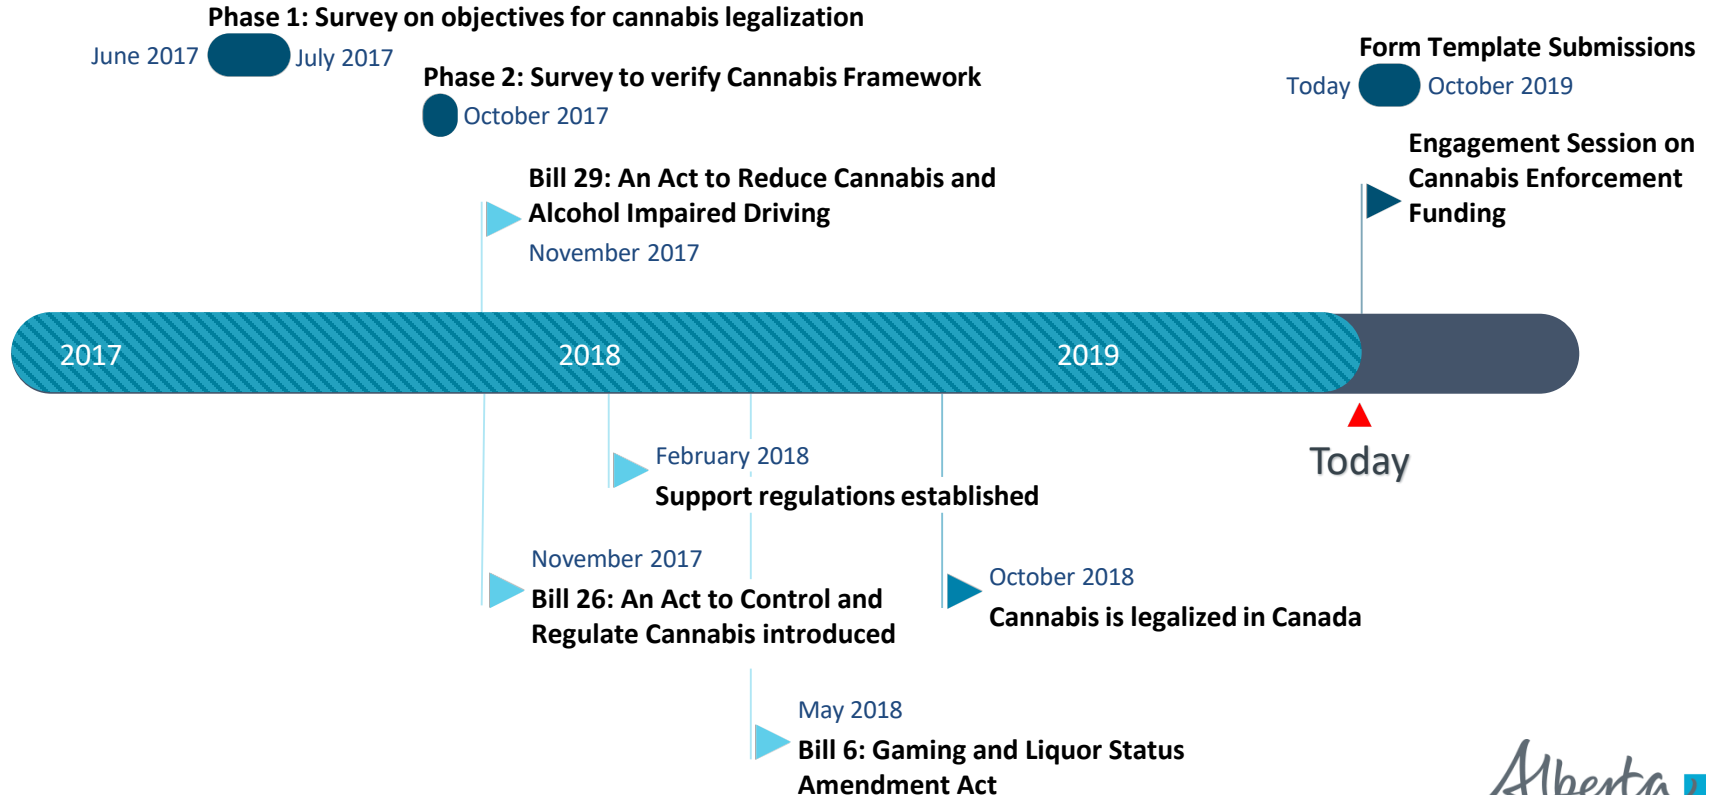 Phase 1: Survey on objectives for cannabis legalization
June 2017
July 2017
Phase 2: Survey to verify Cannabis Framework
October 2017
Form Template Submissions
Today
October 2019
Engagement Session on
Cannabis Enforcement
Funding
Bill 29: An Act to Reduce Cannabis and
Alcohol Impaired Driving
November 2017
2017
2018
2019
Today
February 2018
Support regulations established
November 2017
Bill 26: An Act to Control and
Regulate Cannabis introduced
October 2018
Cannabis is legalized in Canada
May 2018
Bill 6: Gaming and Liquor Status
Amendment Act
Alberta